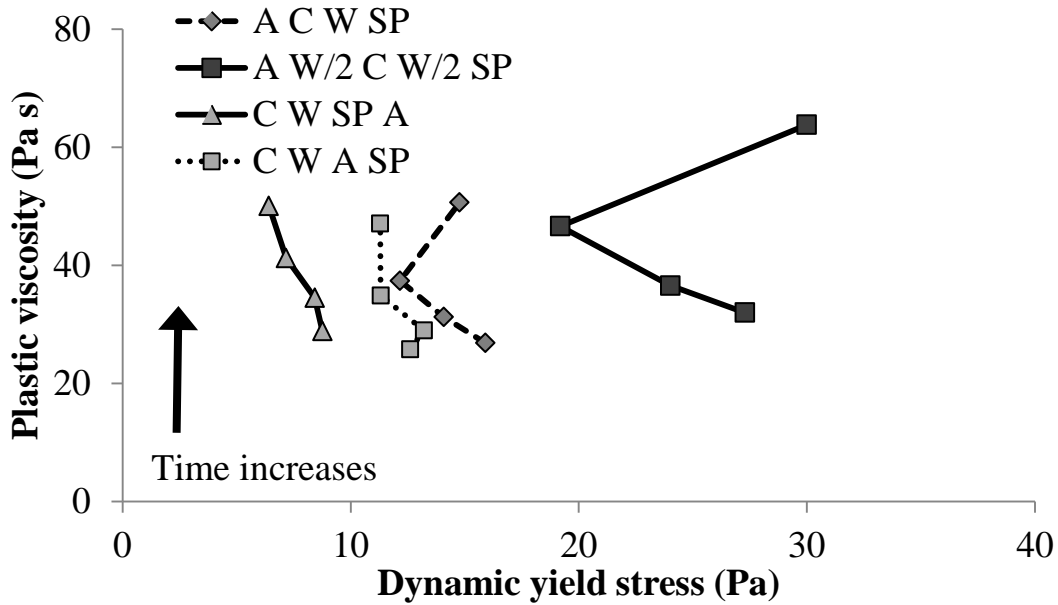 A C W SP
A W/2 C W/2 SP
C W SP A
C W A SP
80
60
40
20
0
Plastic viscosity (Pa s)
Time increases
0 10 20 30 40
Dynamic yield stress (Pa)